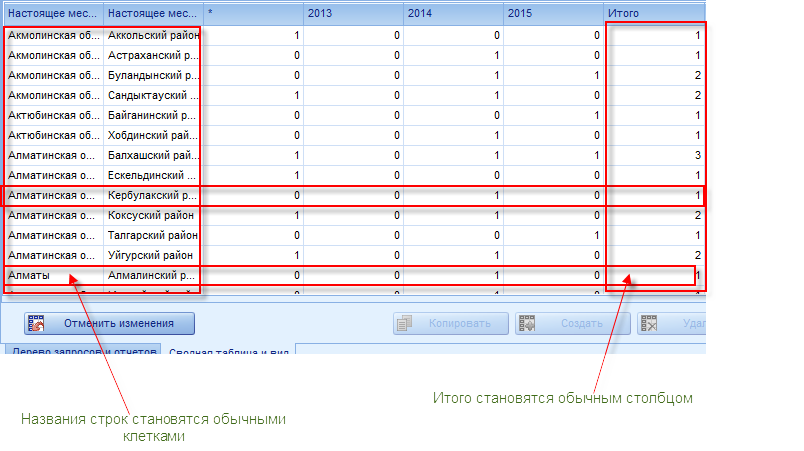 Настоящее мес... Настоящее мес... * 2013 2014 2015 Итого
Акмолинская об... Аккольский район 1 0 0 0 1
Акмолинская об... Астраханский р... 0 0 1 0 1
Акмолинская об... Буландынский р... 0 0 1 1 2
Акмолинская об... Сандыктауский ... 1 0 1 0 2
Актюбинская об... Байганинский р... 0 0 0 1 1
Актюбинская об... Хобдинский рай... 0 0 1 0 1
Алматинская о... Балхашский рай... 1 0 1 1 3
Алматинская о... Ескельдинский ... 1 0 0 0 1
Алматинская о... Кербулакский р... 0 0 1 0 1
Алматинская о... Коксуский район 1 0 1 0 2
Алматинская о... Талгарский район 0 0 0 1 1
Алматинская о... Уйгурский район 1 0 1 0 2
Алматы Алмалинский р... 0 0 1 0 1
Отменить изменения Копировать Создать Удал
Дерево запросов и отчетов Сводная таблица и вид
Итого становятся обычным столбцом
Названия строк становятся обычными
клетками